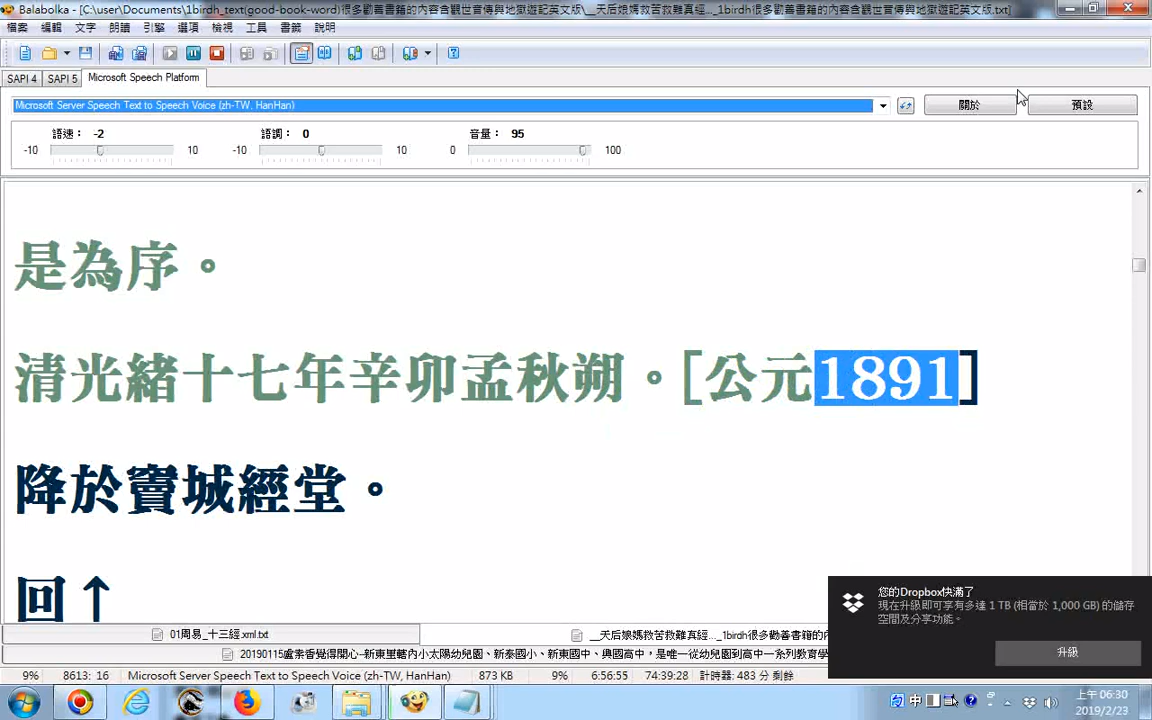 Balabolka - [C:\user\Documents\1birdh_text(good-book-word)很多勸善書籍的內容含觀世音傳與地獄遊記英文版\__天后娘媽救苦救難真經..._1birdh很多勸善書籍的內容含觀世音傳與地獄遊記英文版.txt]
檔案 編輯 文字 朗讀 引擎 選項 檢視 工具 書籤 說明
SAPI 4 SAPI 5 Microsoft Speech Platform
Microsoft Server Speech Text to Speech Voice (zh-TW, HanHan)
關於 預設
語速： -2 語調： 0 音量： 95
-10 10 -10 10 0 100
是為序。
清光緒十七年辛卯孟秋朔。[公元1891]
降於賣城經堂。
回↑
您的Dropbox快滿了
現在升級即可享有多達 1 TB (相當於 1,000 GB) 的儲存
空間及分享功能。
升級
01周易_十三經.xml.txt
__天后娘媽救苦救難真經..._1birdh很多勸善書籍的內
20190115盧素香覺得開心~新東里轄內小太陽幼兒園、新泰國小、新東國中、興國高中，是唯一從幼兒園到高中一系列教育學
9% 8613: 16 Microsoft Server Speech Text to Speech Voice (zh-TW, HanHan) 873 KB 9% 6:56:55 74:39:28 計時器: 483 分 剩餘
中
上午 06:30
2019/2/23